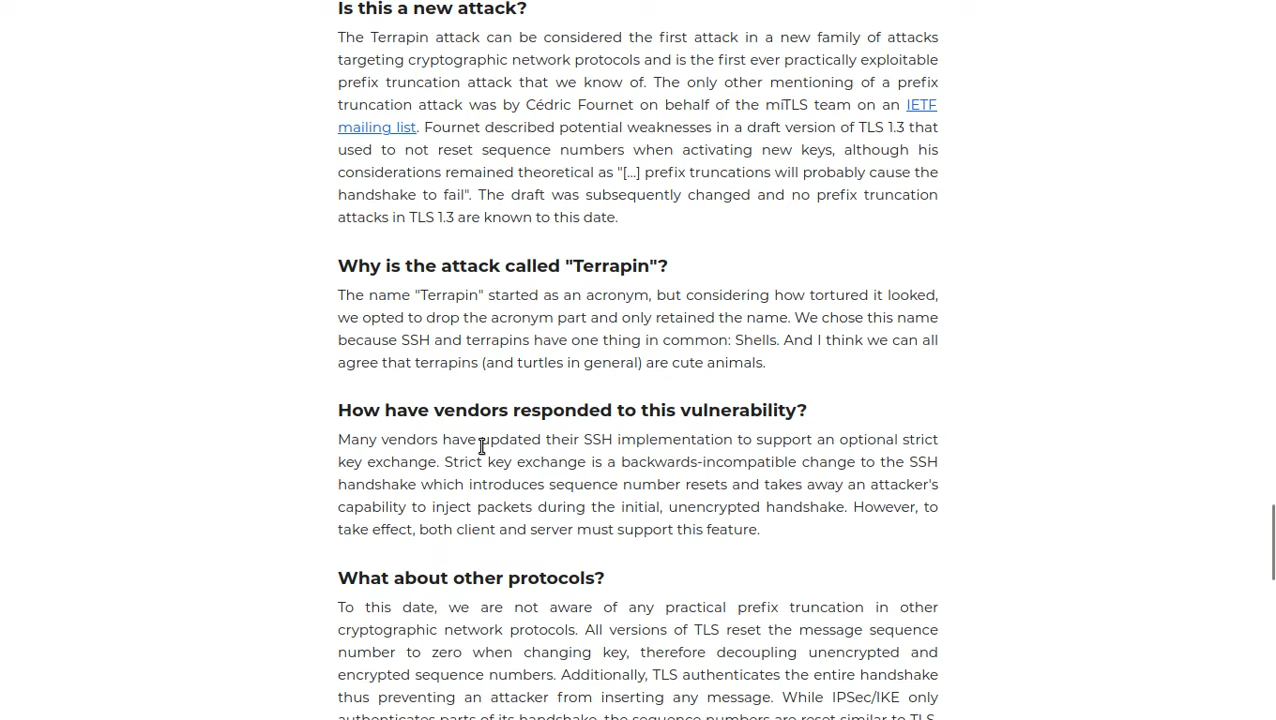 Is this a new attack?
The Terrapin attack can be considered the first attack in a new family of attacks
targeting cryptographic network protocols and is the first ever practically exploitable
prefix truncation attack that we know of. The only other mentioning of a prefix
truncation attack was by Cédric Fournet on behalf of the miTLS team on an IETF
mailing list. Fournet described potential weaknesses in a draft version of TLS 1.3 that
used to not reset sequence numbers when activating new keys, although his
considerations remained theoretical as "[...] prefix truncations will probably cause the
handshake to fail". The draft was subsequently changed and no prefix truncation
attacks in TLS 1.3 are known to this date.
Why is the attack called "Terrapin"?
The name "Terrapin" started as an acronym, but considering how tortured it looked,
we opted to drop the acronym part and only retained the name. We chose this name
because SSH and terrapins have one thing in common: Shells. And I think we can all
agree that terrapins (and turtles in general) are cute animals.
How have vendors responded to this vulnerability?
Many vendors have updated their SSH implementation to support an optional strict
key exchange. Strict key exchange is a backwards-incompatible change to the SSH
handshake which introduces sequence number resets and takes away an attacker's
capability to inject packets during the initial, unencrypted handshake. However, to
take effect, both client and server must support this feature.
What about other protocols?
To this date, we are not aware of any practical prefix truncation in other
cryptographic network protocols. All versions of TLS reset the message sequence
number to zero when changing key, therefore decoupling unencrypted and
encrypted sequence numbers. Additionally, TLS authenticates the entire handshake
thus preventing an attacker from inserting any message. While IPSec/IKE only
authenticates parts of its handshake, the sequence numbers are reset similar to TLS.